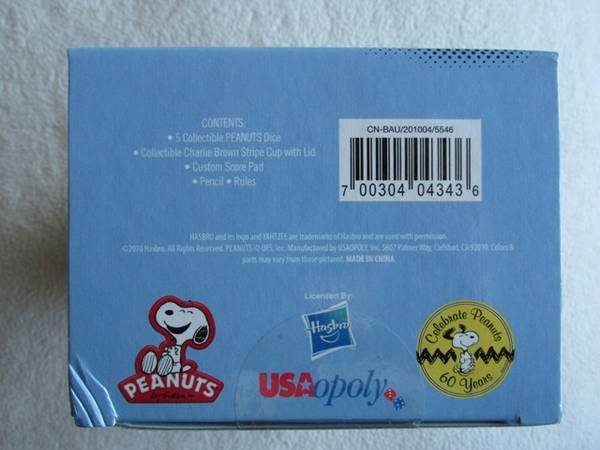 CONTENTS:
• 5 Collectible PEANUTS Dice
• Collectible Charlie Brown Stripe Cup with Lid
• Custom Score Pad
• Pencil • Rules
CN-BAU/201004/5546
7 00304 04343 6
HASBRO and its logo and YAHTZEE are trademarks of Hasbro and are used with permission.
©2010 Hasbro. All Rights Reserved. PEANUTS © UFS, Inc. Manufactured by USAOPOLY, Inc. 5607 Palmer Way, Carlsbad, CA 92010. Colors &
parts may vary from those pictured. MADE IN CHINA
Licensed By:
Hasbro
USAopoly
PEANUTS
Celebrate Peanuts
60 Years